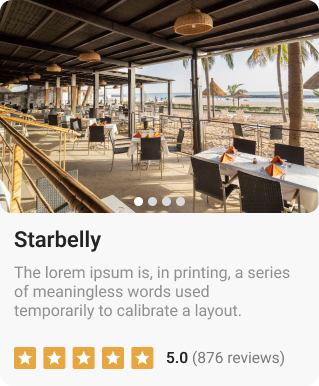 Starbelly
The lorem ipsum is, in printing, a series
of meaningless words used
temporarily to calibrate a layout.
5.0 (876 reviews)